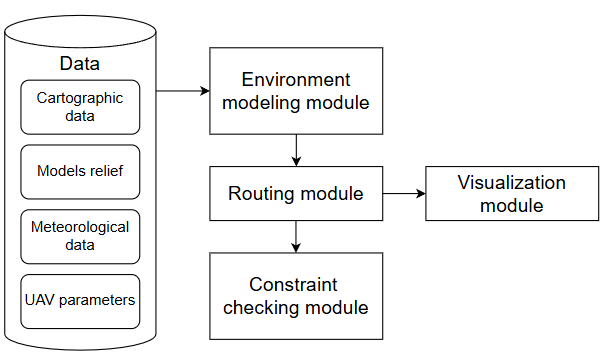 Data
Cartographic
data
Models relief
Meteorological
data
UAV parameters
Environment
modeling module
Routing module
Visualization
module
Constraint
checking module